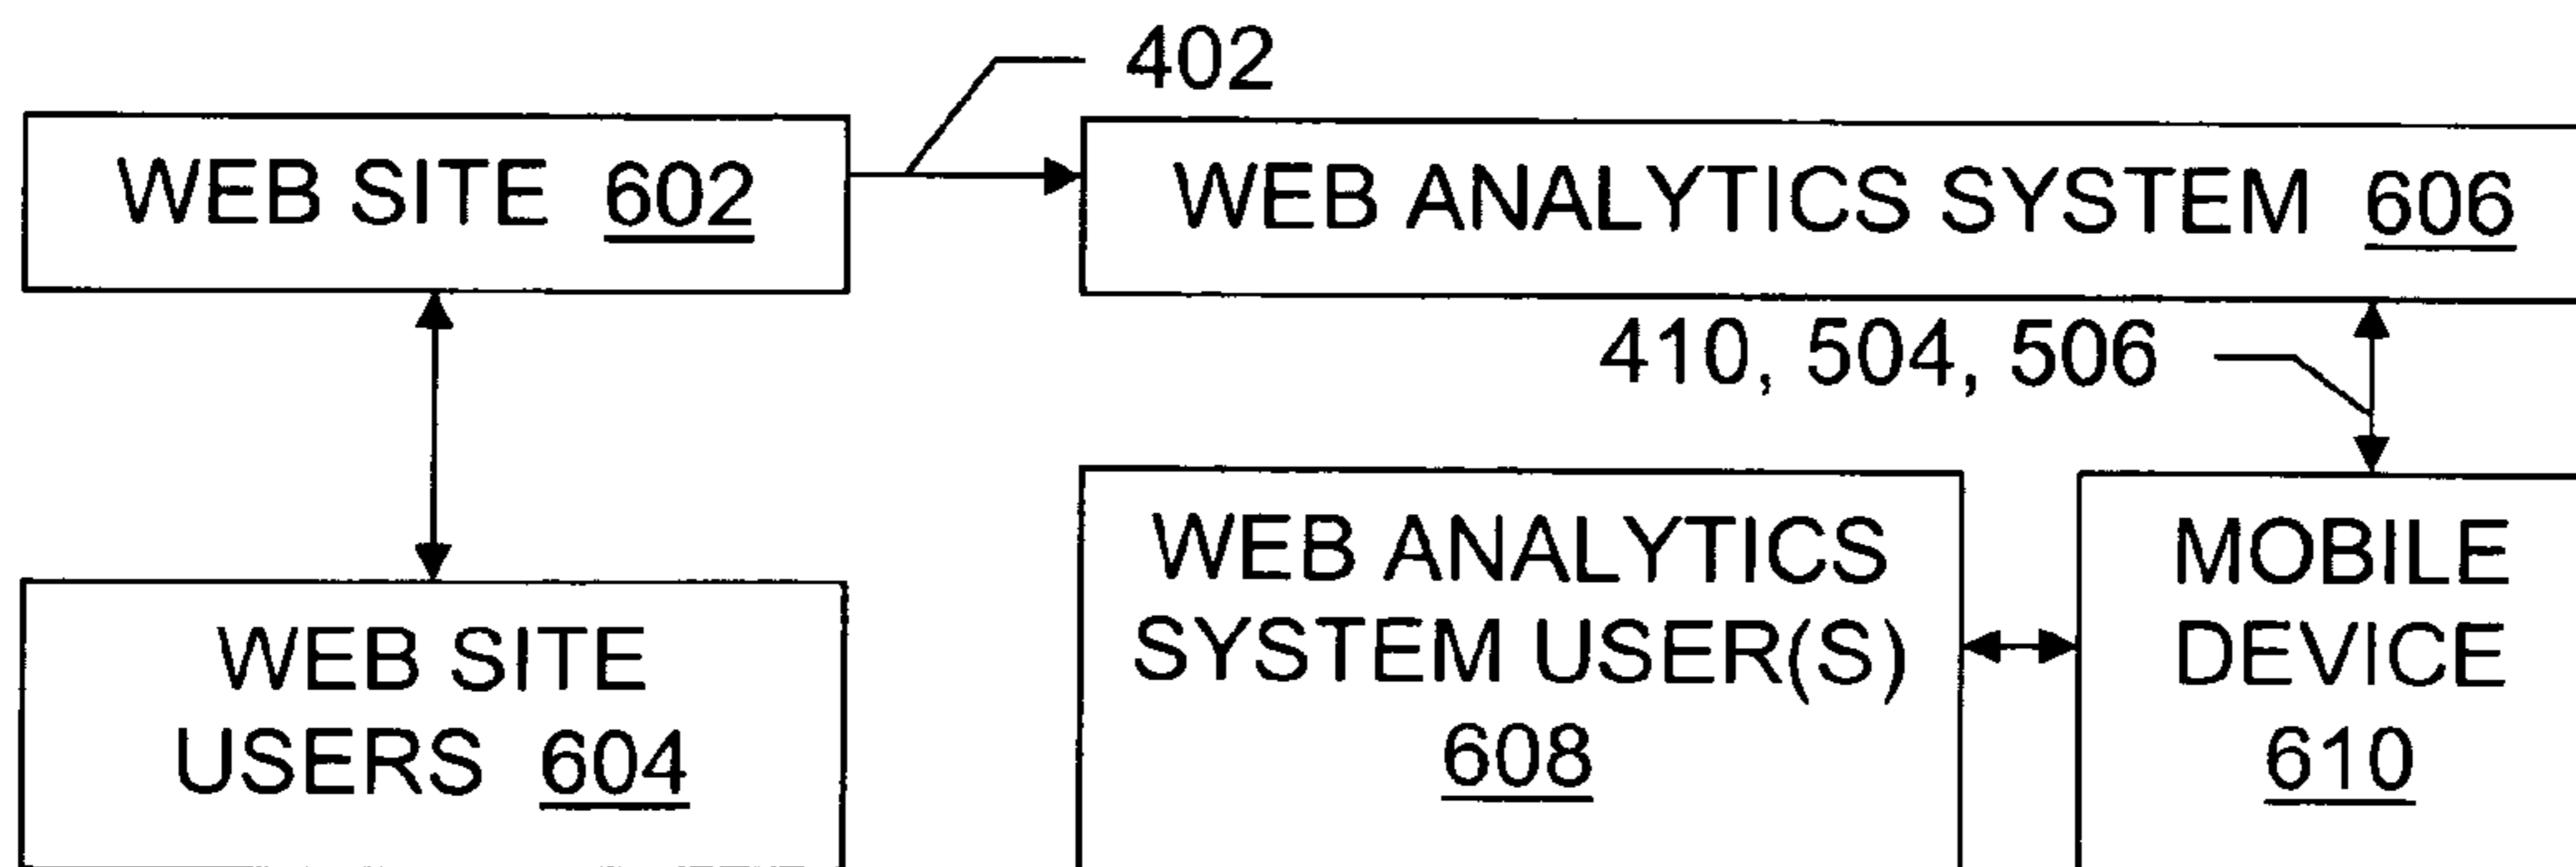 402
WEB SITE 602
WEB ANALYTICS SYSTEM 606
410, 504, 506
WEB SITE
USERS 604
WEB ANALYTICS
SYSTEM USER(S)
608
MOBILE
DEVICE
610